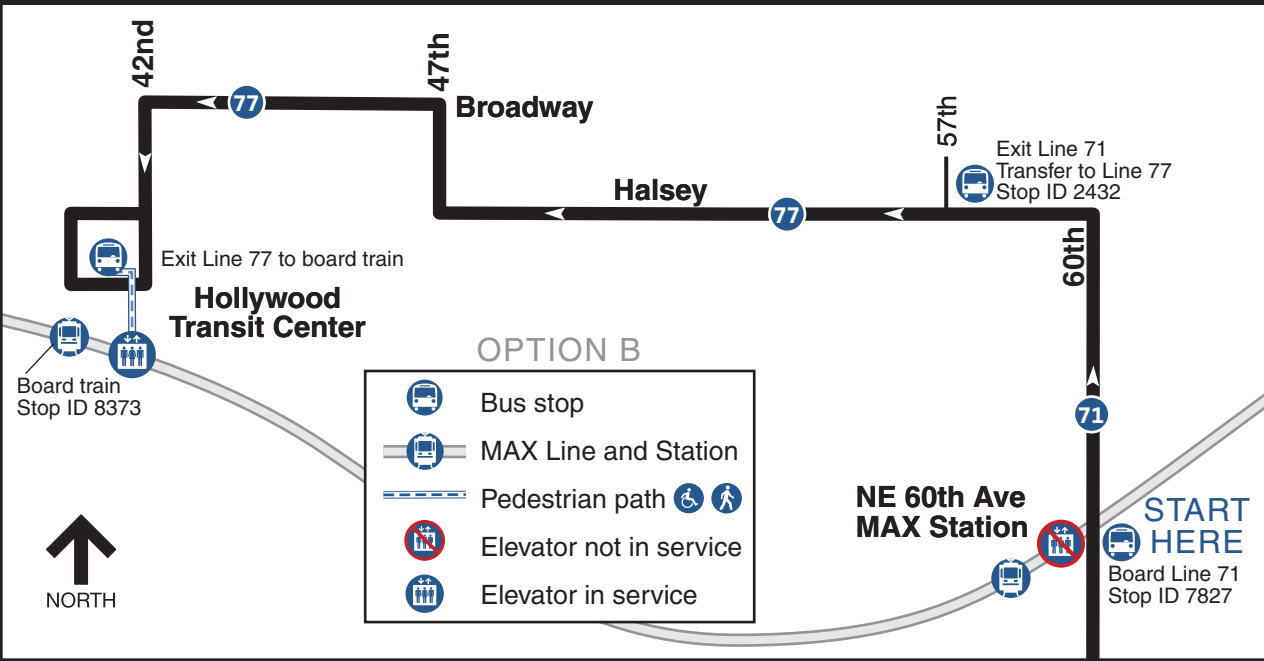 42nd
47th
77
Broadway
57th
Exit Line 71
Transfer to Line 77
Stop ID 2432
Halsey
77
60th
Exit Line 77 to board train
Hollywood
Transit Center
Board train
Stop ID 8373
OPTION B
Bus stop
MAX Line and Station
Pedestrian path
Elevator not in service
Elevator in service
71
NE 60th Ave
MAX Station
START
HERE
Board Line 71
Stop ID 7827
NORTH